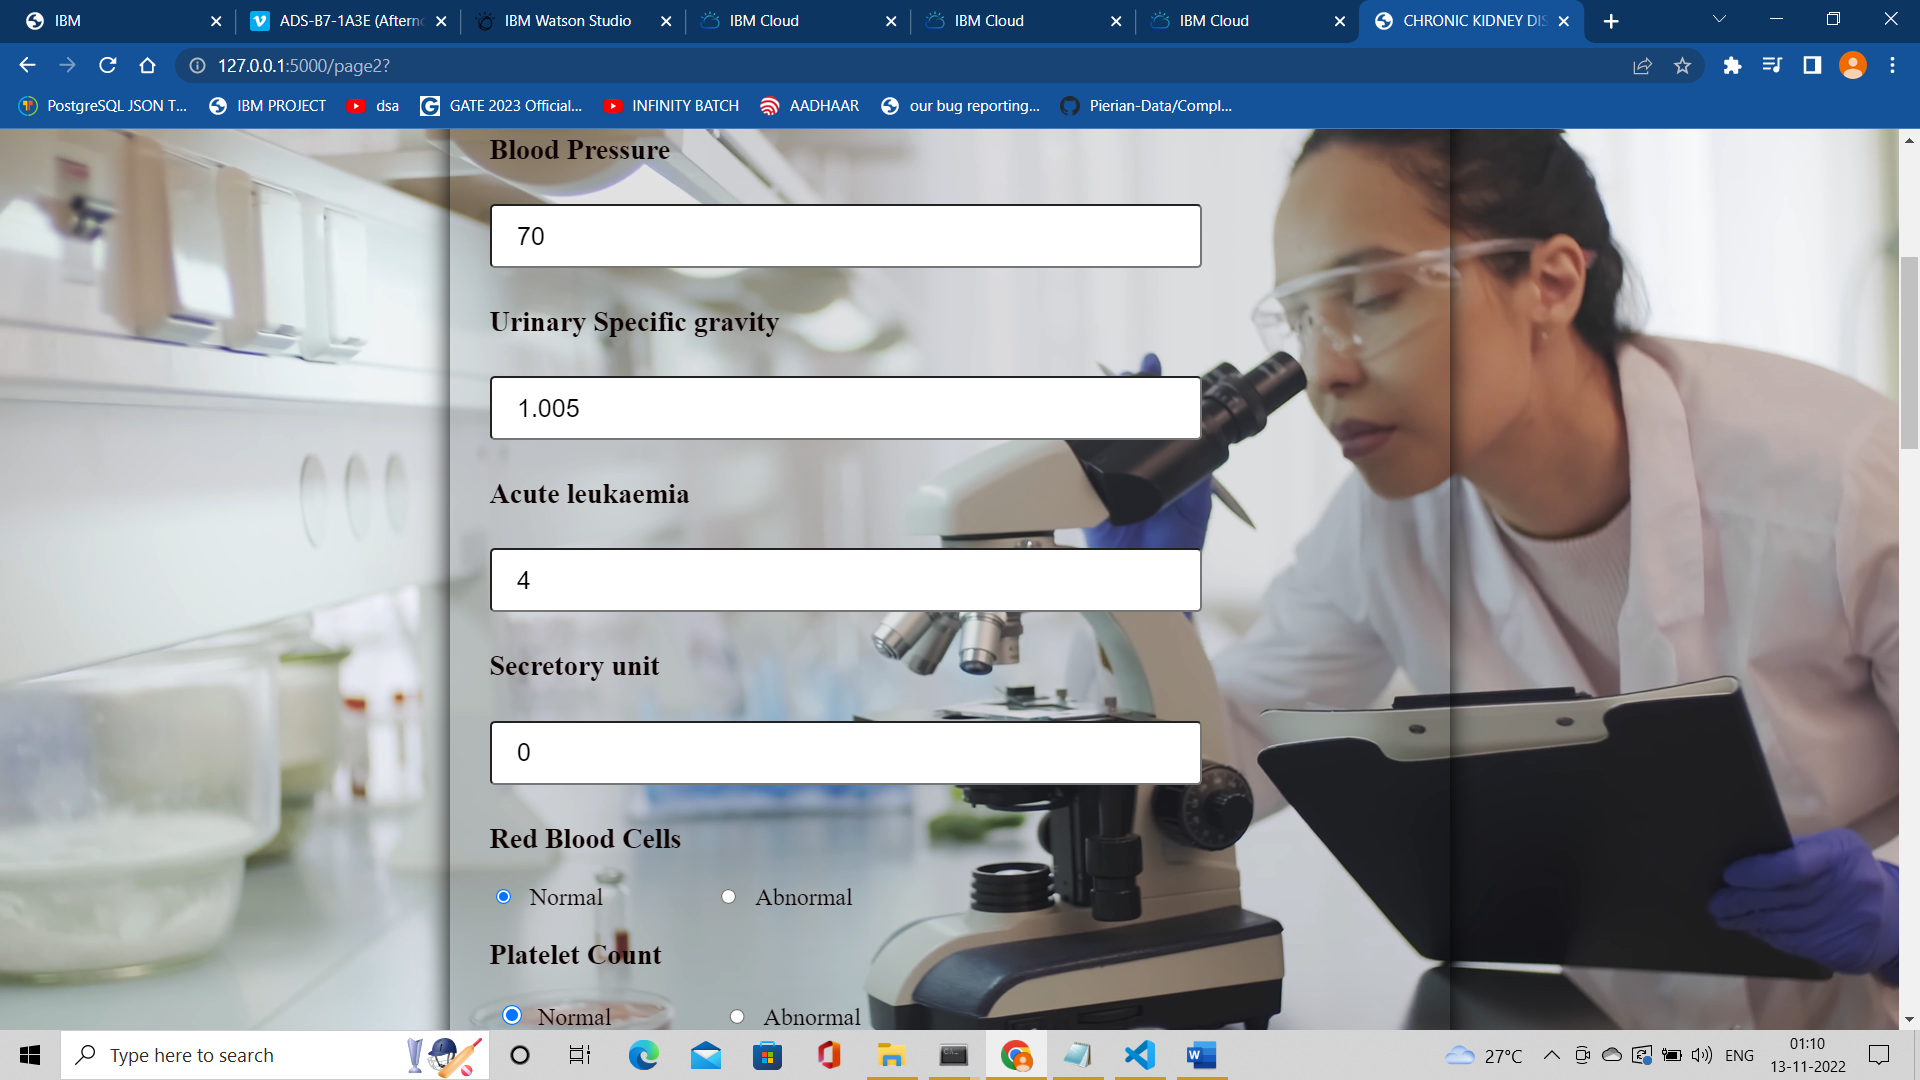 IBM
ADS-B7-1A3E (Aftern
IBM Watson Studio
IBM Cloud
IBM Cloud
IBM Cloud
CHRONIC KIDNEY DIS
127.0.0.1:5000/page2?
PostgreSQL JSON T...
IBM PROJECT
dsa
GATE 2023 Official...
INFINITY BATCH
AADHAAR
our bug reporting...
Pierian-Data/Compl...
Blood Pressure
70
Urinary Specific gravity
1.005
Acute leukaemia
4
Secretory unit
0
Red Blood Cells
Normal Abnormal
Platelet Count
Normal Abnormal
Type here to search
27°C
ENG
01:10
13-11-2022